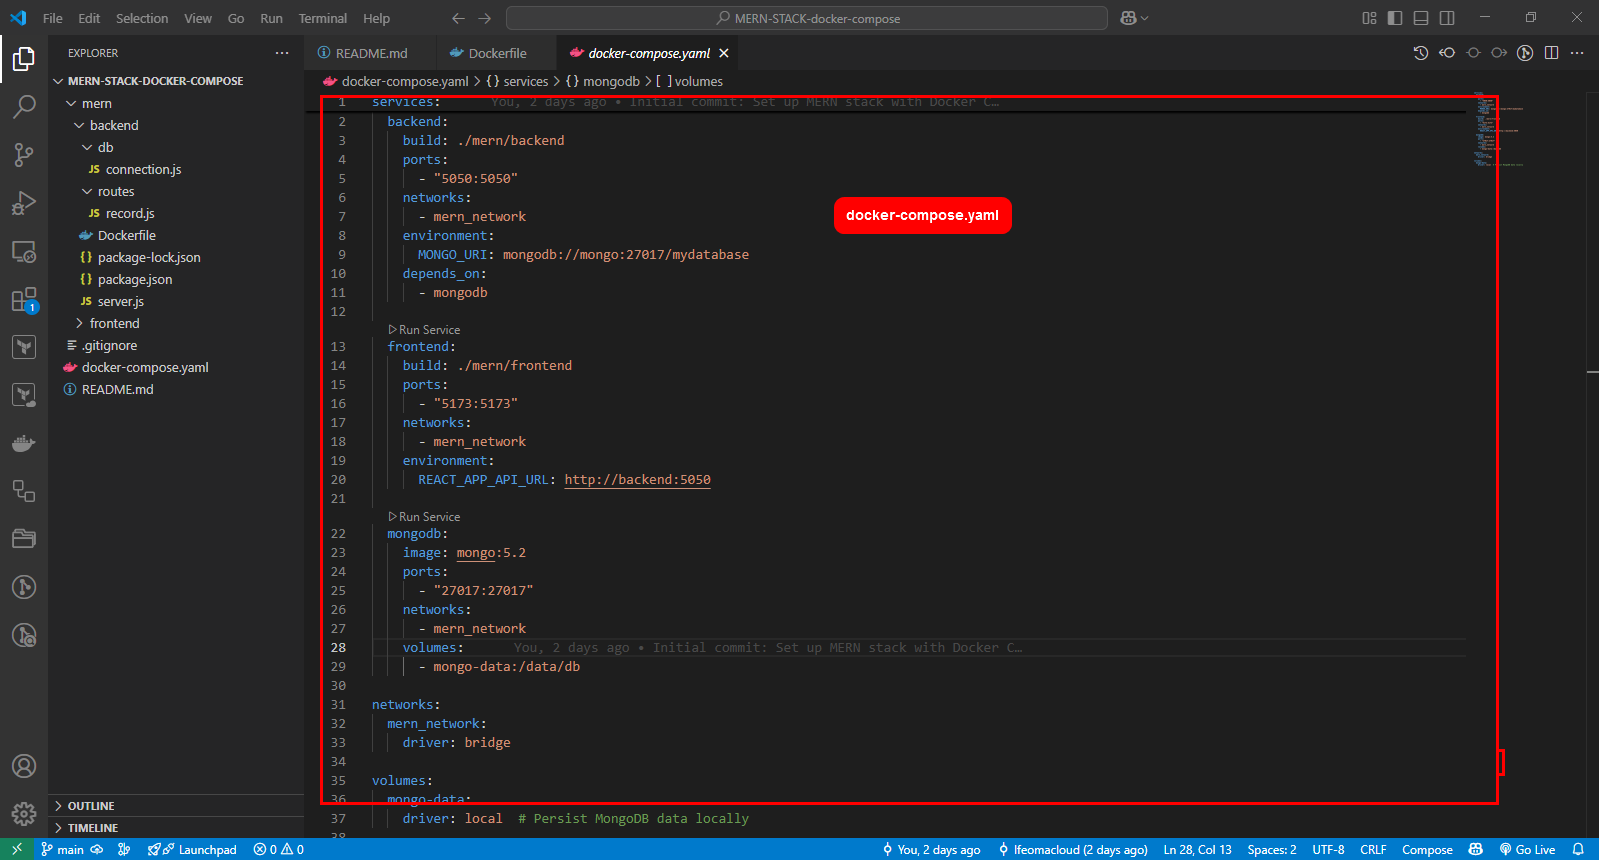 File Edit Selection View Go Run Terminal Help
MERN-STACK-docker-compose
EXPLORER
MERN-STACK-DOCKER-COMPOSE
mern
backend
db
JS connection.js
routes
JS record.js
Dockerfile
{} package-lock.json
{} package.json
JS server.js
frontend
.gitignore
docker-compose.yaml
README.md
OUTLINE
TIMELINE
1
README.md Dockerfile docker-compose.yaml
docker-compose.yaml > {} services > {} mongodb > [ ] volumes
1 services: You, 2 days ago • Initial commit: Set up MERN stack with Docker C…
2 backend:
3 build: ./mern/backend
4 ports:
5 - "5050:5050"
6 networks:
7 - mern_network
8 environment:
9 MONGO_URI: mongodb://mongo:27017/mydatabase
10 depends_on:
11 - mongodb
12
Run Service
13 frontend:
14 build: ./mern/frontend
15 ports:
16 - "5173:5173"
17 networks:
18 - mern_network
19 environment:
20 REACT_APP_API_URL: http://backend:5050
21
Run Service
22 mongodb:
23 image: mongo:5.2
24 ports:
25 - "27017:27017"
26 networks:
27 - mern_network
28 volumes: You, 2 days ago • Initial commit: Set up MERN stack with Docker C…
29 - mongo-data:/data/db
30
31 networks:
32 mern_network:
33 driver: bridge
34
35 volumes:
36 mongo-data:
37 driver: local # Persist MongoDB data locally
38
docker-compose.yaml
main Launchpad 0 0 You, 2 days ago Ifeomacloud (2 days ago) Ln 28, Col 13 Spaces: 2 UTF-8 CRLF Compose Go Live